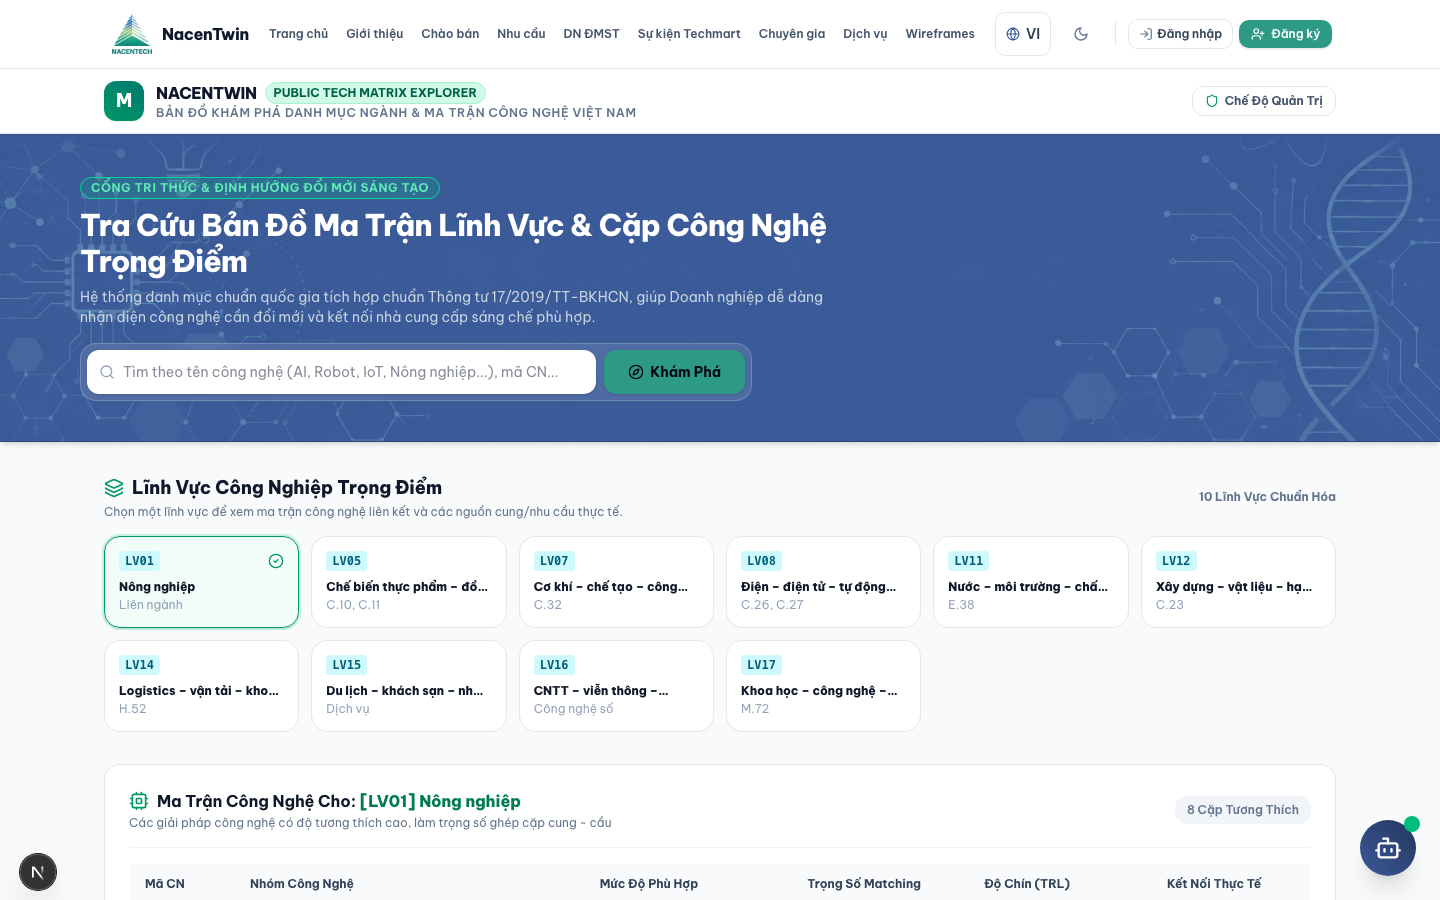 NACENTECH
NacenTwin
Trang chủ
Giới thiệu
Chào bán
Nhu cầu
DN ĐMST
Sự kiện Techmart
Chuyên gia
Dịch vụ
Wireframes
VI
Đăng nhập
Đăng ký
M
NACENTWIN
PUBLIC TECH MATRIX EXPLORER
BẢN ĐỒ KHÁM PHÁ DANH MỤC NGÀNH & MA TRẬN CÔNG NGHỆ VIỆT NAM
Chế Độ Quản Trị
CỔNG TRI THỨC & ĐỊNH HƯỚNG ĐỔI MỚI SÁNG TẠO
Tra Cứu Bản Đồ Ma Trận Lĩnh Vực & Cặp Công Nghệ
Trọng Điểm
Hệ thống danh mục chuẩn quốc gia tích hợp chuẩn Thông tư 17/2019/TT-BKHCN, giúp Doanh nghiệp dễ dàng
nhận diện công nghệ cần đổi mới và kết nối nhà cung cấp sáng chế phù hợp.
Tìm theo tên công nghệ (AI, Robot, IoT, Nông nghiệp...), mã CN...
Khám Phá
Lĩnh Vực Công Nghiệp Trọng Điểm
Chọn một lĩnh vực để xem ma trận công nghệ liên kết và các nguồn cung/nhu cầu thực tế.
10 Lĩnh Vực Chuẩn Hóa
LV01
Nông nghiệp
Liên ngành
LV05
Chế biến thực phẩm – đồ...
C.10, C.11
LV07
Cơ khí – chế tạo – công...
C.32
LV08
Điện – điện tử – tự động...
C.26, C.27
LV11
Nước – môi trường – chấ...
E.38
LV12
Xây dựng – vật liệu – hạ...
C.23
LV14
Logistics – vận tải – kho...
H.52
LV15
Du lịch – khách sạn – nh...
Dịch vụ
LV16
CNTT – viễn thông –...
Công nghệ số
LV17
Khoa học – công nghệ –...
M.72
Ma Trận Công Nghệ Cho: [LV01] Nông nghiệp
Các giải pháp công nghệ có độ tương thích cao, làm trọng số ghép cặp cung - cầu
8 Cặp Tương Thích
Mã CN
Nhóm Công Nghệ
Mức Độ Phù Hợp
Trọng Số Matching
Độ Chín (TRL)
Kết Nối Thực Tế
N